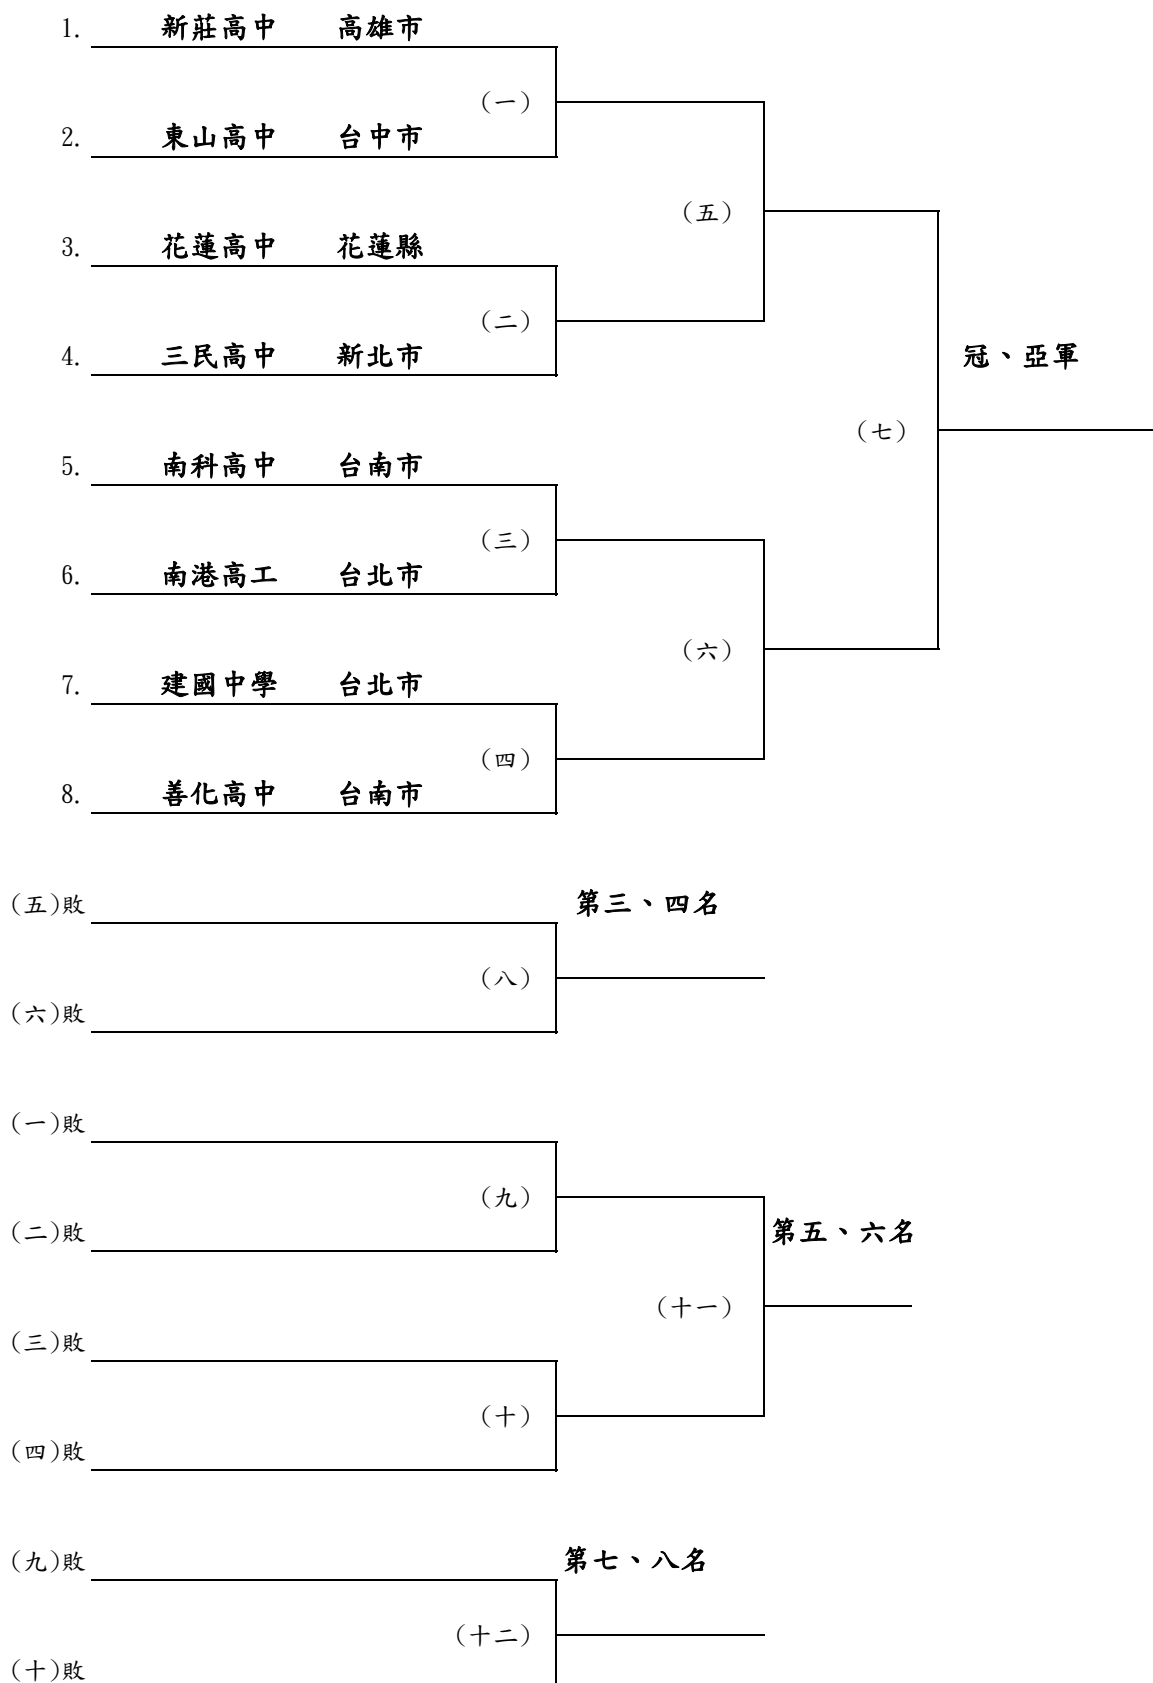 1. 新莊高中 高雄市
(一)
2. 東山高中 台中市
(五)
3. 花蓮高中 花蓮縣
(二)
4. 三民高中 新北市 冠、亞軍
(七)
5. 南科高中 台南市
(三)
6. 南港高工 台北市
(六)
7. 建國中學 台北市
(四)
8. 善化高中 台南市
(五)敗 第三、四名
(八)
(六)敗
(一)敗
(九)
(二)敗 第五、六名
(十一)
(三)敗
(十)
(四)敗
(九)敗 第七、八名
(十二)
(十)敗